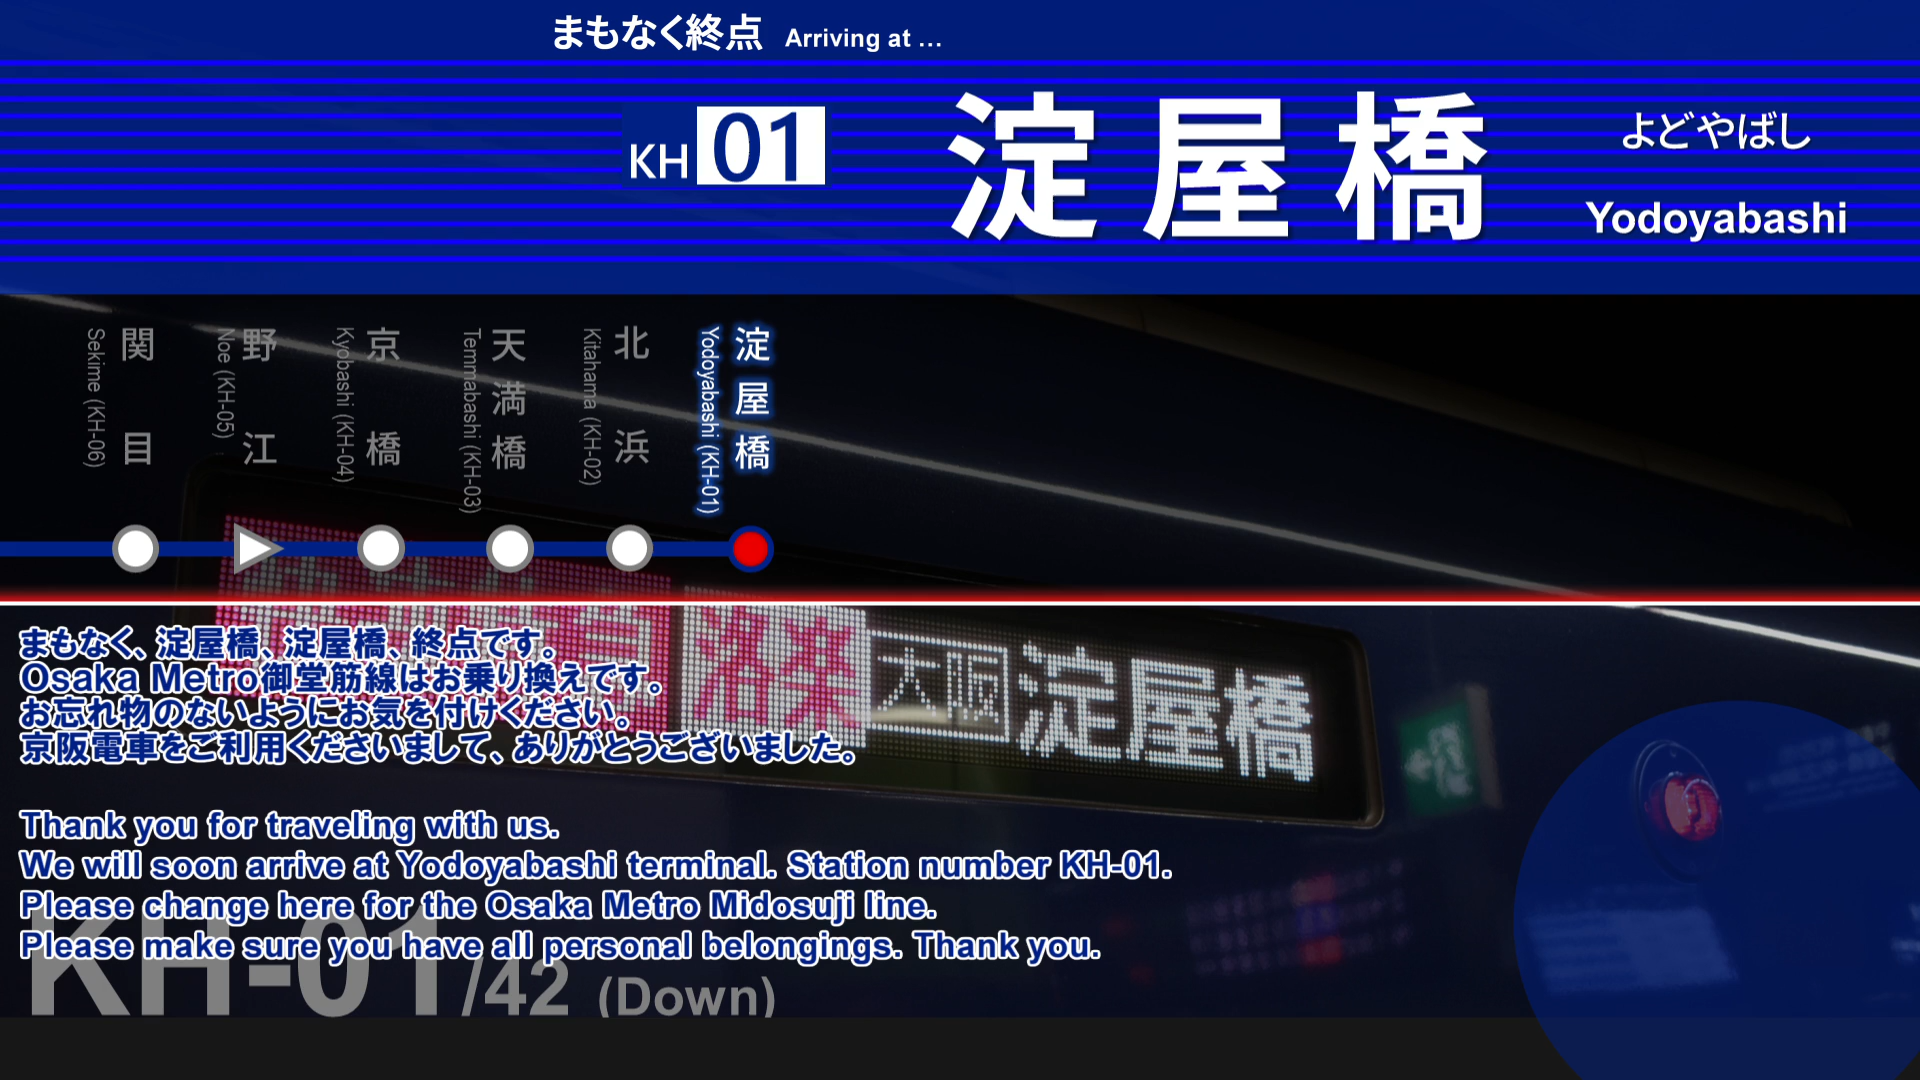 まもなく終点 Arriving at ...
KH 01 淀屋橋 よどやばし
Yodoyabashi
関目 Sekime (KH-06)
野江 Noe (KH-05)
京橋 Kyobashi (KH-04)
天満橋 Temmabashi (KH-03)
北浜 Kitahama (KH-02)
淀屋橋 Yodoyabashi (KH-01)
洛楽 大阪 淀屋橋
まもなく、淀屋橋、淀屋橋、終点です。
Osaka Metro御堂筋線はお乗り換えです。
お忘れ物のないようにお気を付けください。
京阪電車をご利用くださいまして、ありがとうございました。
Thank you for traveling with us.
We will soon arrive at Yodoyabashi terminal. Station number KH-01.
Please change here for the Osaka Metro Midosuji line.
Please make sure you have all personal belongings. Thank you.
KH-01/42 (Down)